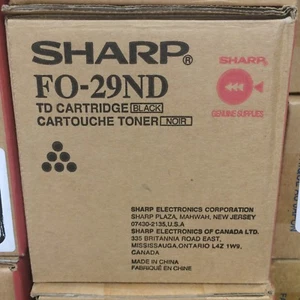 SHARP®
FO-29ND
TD CARTRIDGE BLACK
CARTOUCHE TONER NOIR
SHARP
GENUINE SUPPLIES
SHARP ELECTRONICS CORPORATION
SHARP PLAZA, MAHWAH, NEW JERSEY
07430-2135, U.S.A
SHARP ELECTRONICS OF CANADA LTD.
335 BRITANNIA ROAD EAST,
MISSISSAUGA, ONTARIO L4Z 1W9,
CANADA
MADE IN CHINA
FABRIQUÉ EN CHINE